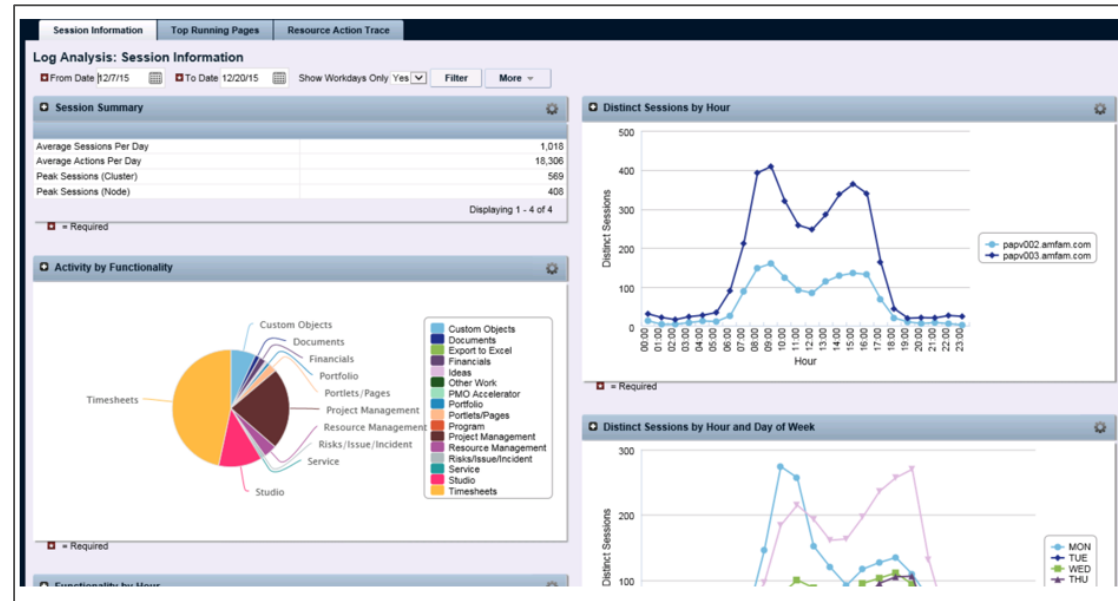 Session Information Top Running Pages Resource Action Trace
Log Analysis: Session Information
From Date 12/7/15 To Date 12/20/15 Show Workdays Only Yes Filter More
Session Summary
Average Sessions Per Day 1,018
Average Actions Per Day 18,306
Peak Sessions (Cluster) 569
Peak Sessions (Node) 408
Displaying 1 - 4 of 4
= Required
Activity by Functionality
Custom Objects
Documents
Financials
Portfolio
Portlets/Pages
Project Management
Resource Management
Risks/Issue/Incident
Service
Studio
Timesheets
Custom Objects
Documents
Export to Excel
Financials
Ideas
Other Work
PMO Accelerator
Portfolio
Portlets/Pages
Program
Project Management
Resource Management
Risks/Issue/Incident
Service
Studio
Timesheets
= Required
Functionality by Hour
Distinct Sessions by Hour
500
400
300
200
100
0
Distinct Sessions
00:00 01:00 02:00 03:00 04:00 05:00 06:00 07:00 08:00 09:00 10:00 11:00 12:00 13:00 14:00 15:00 16:00 17:00 18:00 19:00 20:00 21:00 22:00 23:00
Hour
papv002.amfam.com
papv003.amfam.com
= Required
Distinct Sessions by Hour and Day of Week
300
200
100
Distinct Sessions
MON
TUE
WED
THU